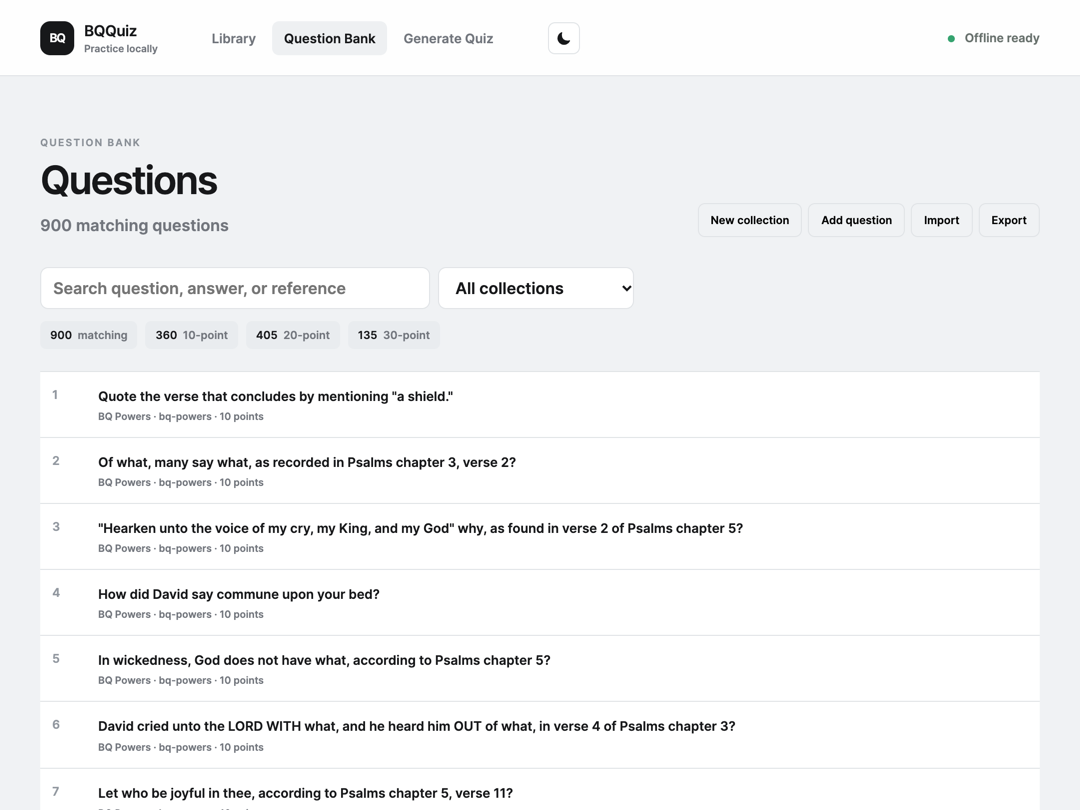 BQ
BQQuiz
Practice locally
Library
Question Bank
Generate Quiz
Offline ready
QUESTION BANK
Questions
900 matching questions
New collection
Add question
Import
Export
Search question, answer, or reference
All collections
900 matching
360 10-point
405 20-point
135 30-point
1
Quote the verse that concludes by mentioning "a shield."
BQ Powers · bq-powers · 10 points
2
Of what, many say what, as recorded in Psalms chapter 3, verse 2?
BQ Powers · bq-powers · 10 points
3
"Hearken unto the voice of my cry, my King, and my God" why, as found in verse 2 of Psalms chapter 5?
BQ Powers · bq-powers · 10 points
4
How did David say commune upon your bed?
BQ Powers · bq-powers · 10 points
5
In wickedness, God does not have what, according to Psalms chapter 5?
BQ Powers · bq-powers · 10 points
6
David cried unto the LORD WITH what, and he heard him OUT of what, in verse 4 of Psalms chapter 3?
BQ Powers · bq-powers · 10 points
7
Let who be joyful in thee, according to Psalms chapter 5, verse 11?